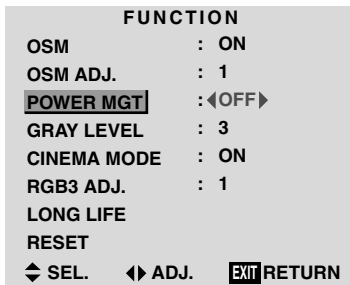 FUNCTION
OSM : ON
OSM ADJ. : 1
POWER MGT : OFF
GRAY LEVEL : 3
CINEMA MODE : ON
RGB3 ADJ. : 1
LONG LIFE
RESET
SEL. ADJ. EXIT RETURN